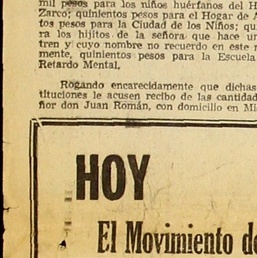 mil pesos para los niños huérfanos del H
Zarco; quinientos pesos para el Hogar de A
tos pesos para la Ciudad de los Niños; qui
ra los hijitos de la señora que hace un
tren y cuyo nombre no recuerdo en este m
mente, quinientos pesos para la Escuela
Retardo Mental.
Rogando encarecidamente que dichas
tituciones le acusen recibo de las cantidad
ñor don Juan Román, con domicilio en Mi
HOY
El Movimiento de